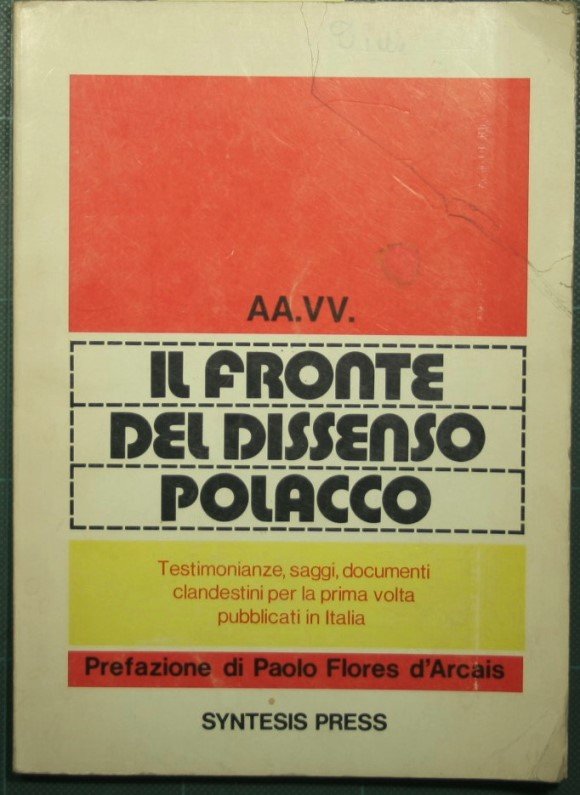 AA.VV.
IL FRONTE
DEL DISSENSO
POLACCO
Testimonianze, saggi, documenti
clandestini per la prima volta
pubblicati in Italia
Prefazione di Paolo Flores d'Arcais
SYNTESIS PRESS